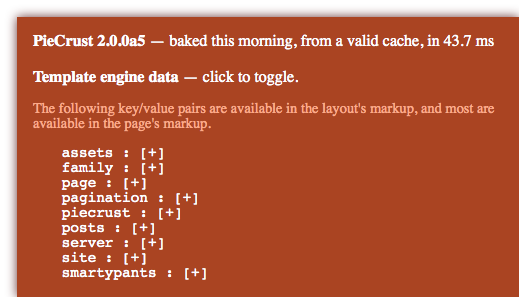 PieCrust 2.0.0a5 — baked this morning, from a valid cache, in 43.7 ms
Template engine data — click to toggle.
The following key/value pairs are available in the layout's markup, and most are
available in the page's markup.
assets : [+]
family : [+]
page : [+]
pagination : [+]
piecrust : [+]
posts : [+]
server : [+]
site : [+]
smartypants : [+]